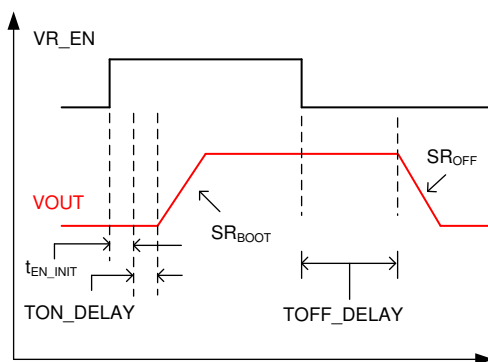 VR_EN
SR_OFF
VOUT
SR_BOOT
t_EN_INIT
TON_DELAY
TOFF_DELAY